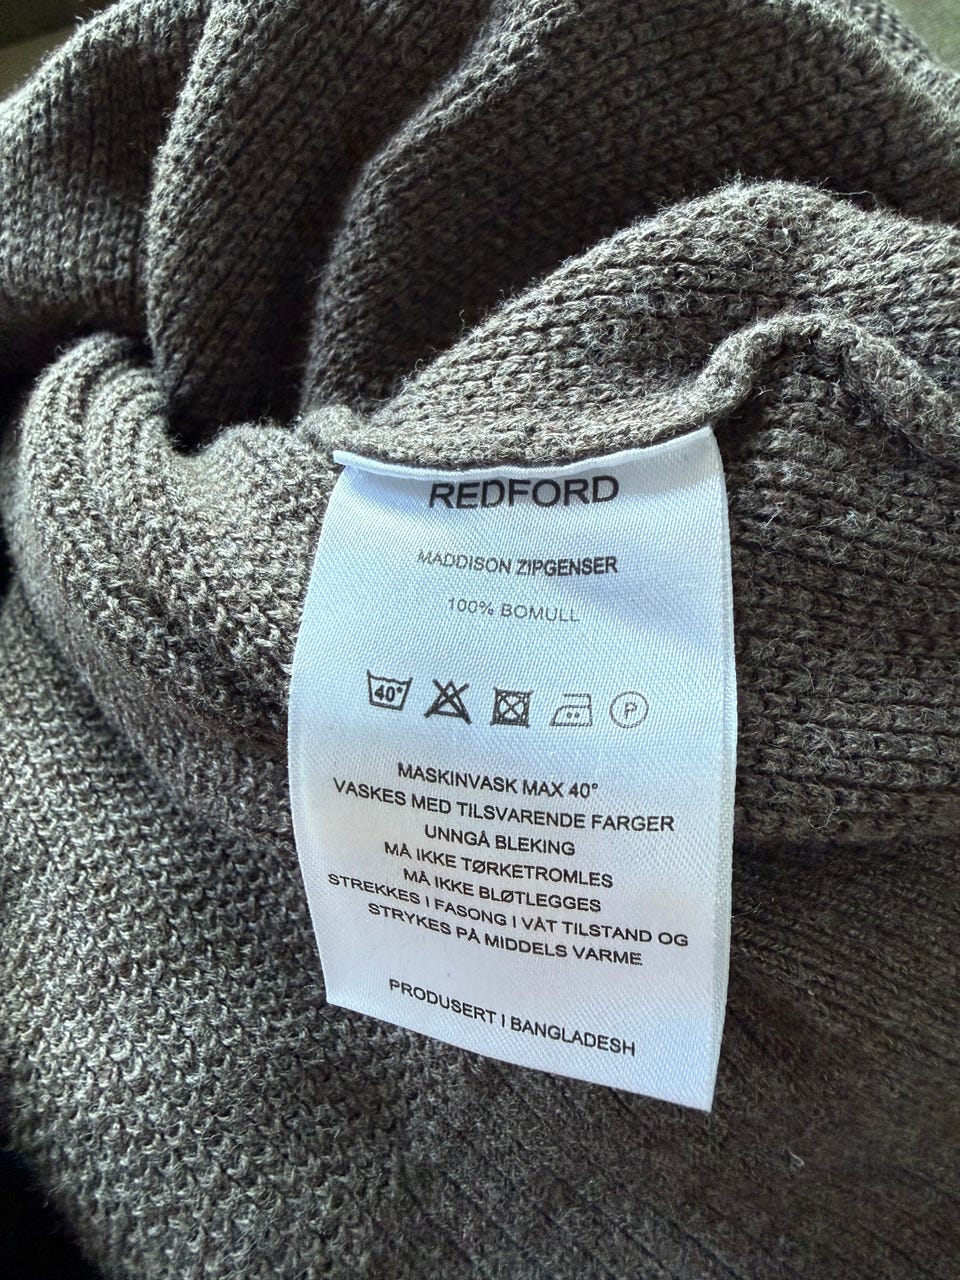 REDFORD
MADDISON ZIPGENSER
100% BOMULL
40° P
MASKINVASK MAX 40°
VASKES MED TILSVARENDE FARGER
UNNGÅ BLEKING
MÅ IKKE TØRKETROMLES
MÅ IKKE BLØTLEGGES
STREKKES I FASONG I VÅT TILSTAND OG
STRYKES PÅ MIDDELS VARME
PRODUSERT I BANGLADESH